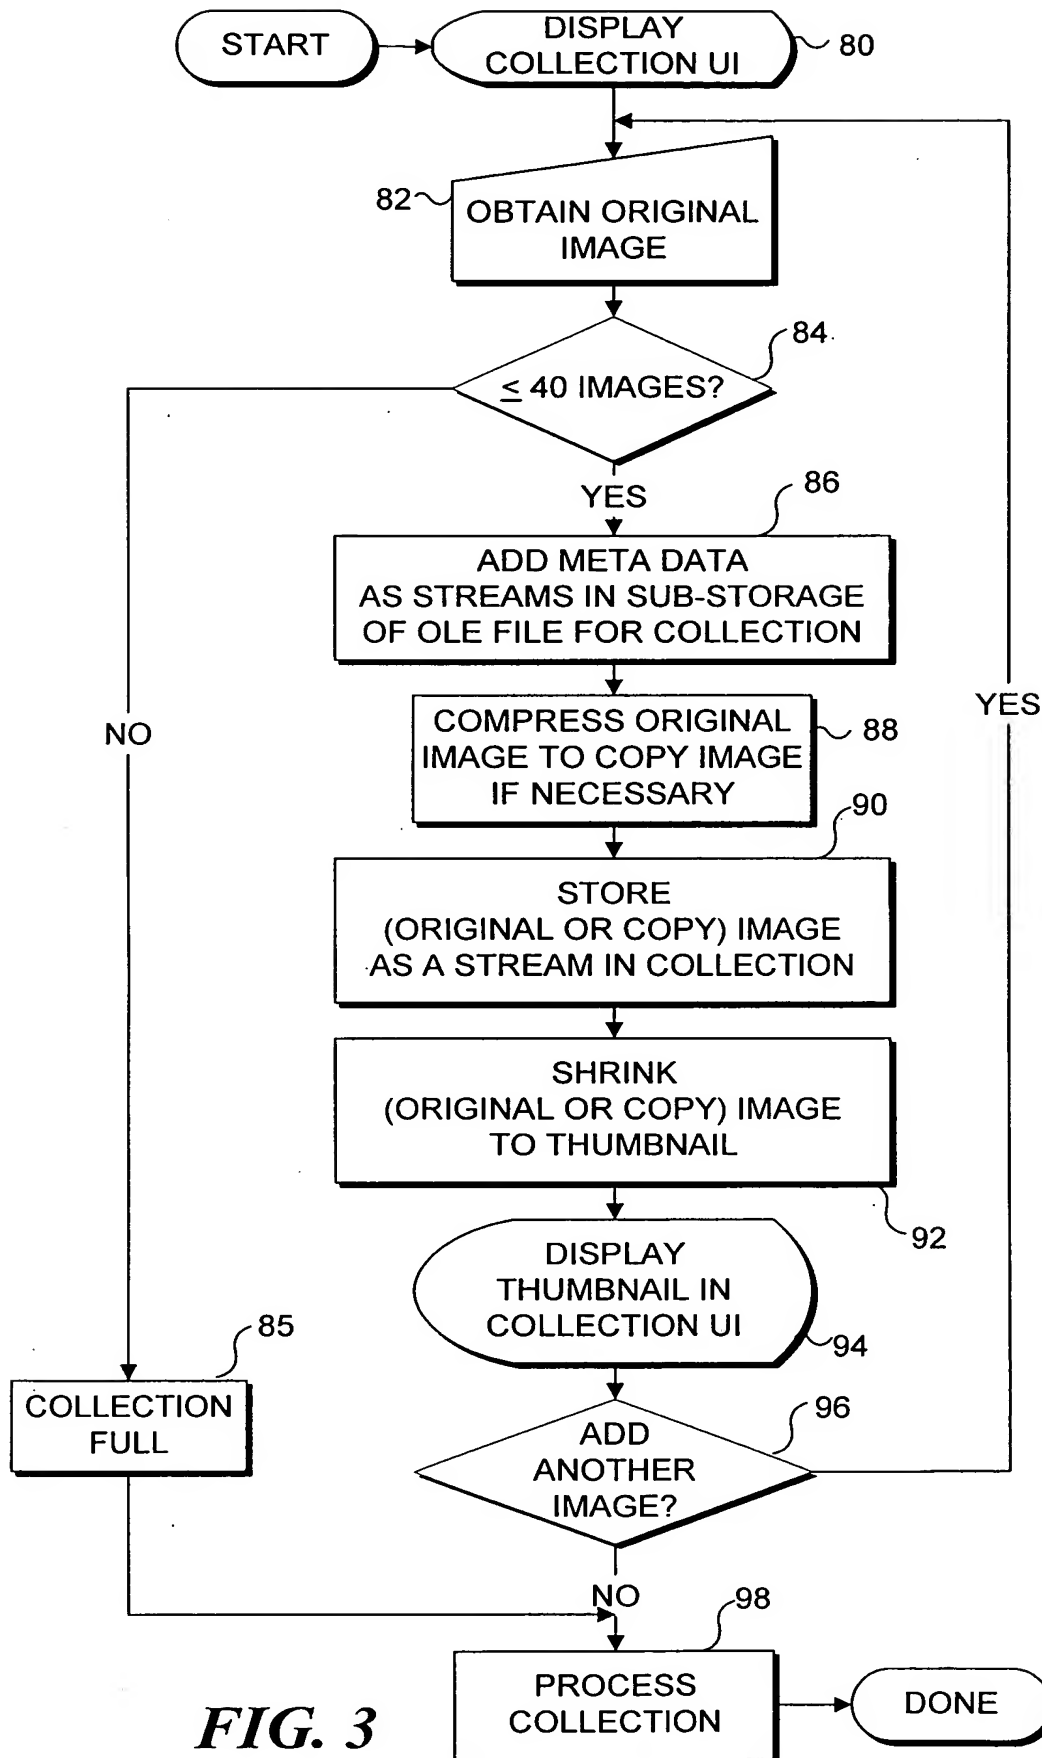 START
DISPLAY
COLLECTION UI
80
82
OBTAIN ORIGINAL
IMAGE
84
≤ 40 IMAGES?
YES
86
ADD META DATA
AS STREAMS IN SUB-STORAGE
OF OLE FILE FOR COLLECTION
NO
YES
COMPRESS ORIGINAL
IMAGE TO COPY IMAGE
IF NECESSARY
88
90
STORE
(ORIGINAL OR COPY) IMAGE
AS A STREAM IN COLLECTION
SHRINK
(ORIGINAL OR COPY) IMAGE
TO THUMBNAIL
92
DISPLAY
THUMBNAIL IN
COLLECTION UI
94
85
COLLECTION
FULL
96
ADD
ANOTHER
IMAGE?
NO
98
PROCESS
COLLECTION
DONE
FIG. 3